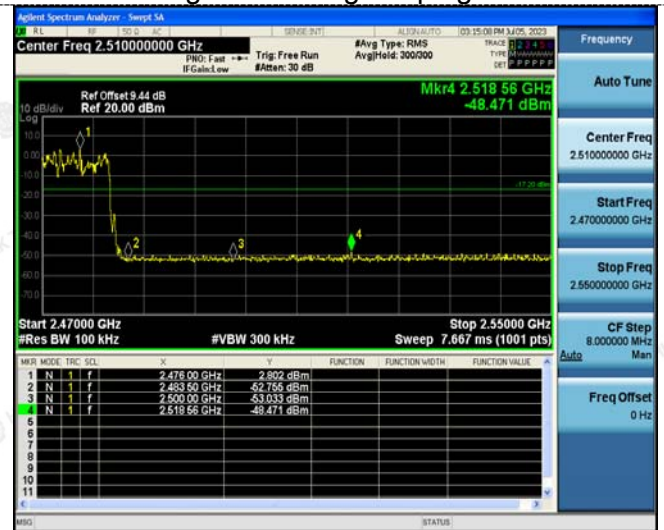 Agilent Spectrum Analyzer - Swept SA
RL RF 50 Ω AC SENSE:INT ALIGN AUTO 03:15:08 PM Jul 05, 2023
Center Freq 2.510000000 GHz
PNO: Fast Trig: Free Run
IFGain:Low #Atten: 30 dB
#Avg Type: RMS
Avg|Hold: 300/300
TRACE 1 2 3 4 5 6
TYPE M
DET P P P P P P
Frequency
Mkr4 2.518 56 GHz
-48.471 dBm
Ref Offset 9.44 dB
10 dB/div Ref 20.00 dBm
Log
10.0
0.00
-10.0
-20.0
-30.0
-40.0
-50.0
-60.0
-70.0
1
2
3
4
-17.20 dBm
Start 2.47000 GHz Stop 2.55000 GHz
#Res BW 100 kHz #VBW 300 kHz Sweep 7.667 ms (1001 pts)
MKR MODE TRC SCL X Y FUNCTION FUNCTION WIDTH FUNCTION VALUE
1 N 1 f 2.476 00 GHz 2.802 dBm
2 N 1 f 2.483 50 GHz -52.755 dBm
3 N 1 f 2.500 00 GHz -53.033 dBm
4 N 1 f 2.518 56 GHz -48.471 dBm
5
6
7
8
9
10
11
MSG STATUS
Auto Tune
Center Freq
2.510000000 GHz
Start Freq
2.470000000 GHz
Stop Freq
2.550000000 GHz
CF Step
8.000000 MHz
Auto Man
Freq Offset
0 Hz